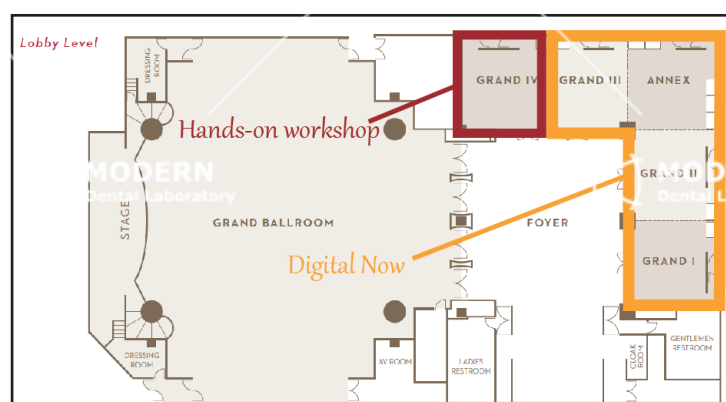 Lobby Level
DRESSING
ROOM
GRAND IV
GRAND III
ANNEX
Hands-on workshop
MODERN
Dental Laboratory
MOD
Dental L
GRAND II
STAGE
GRAND BALLROOM
FOYER
Digital Now
GRAND I
DRESSING
ROOM
AV ROOM
LADIES
RESTROOM
CLOAK
ROOM
GENTLEMEN
RESTROOM